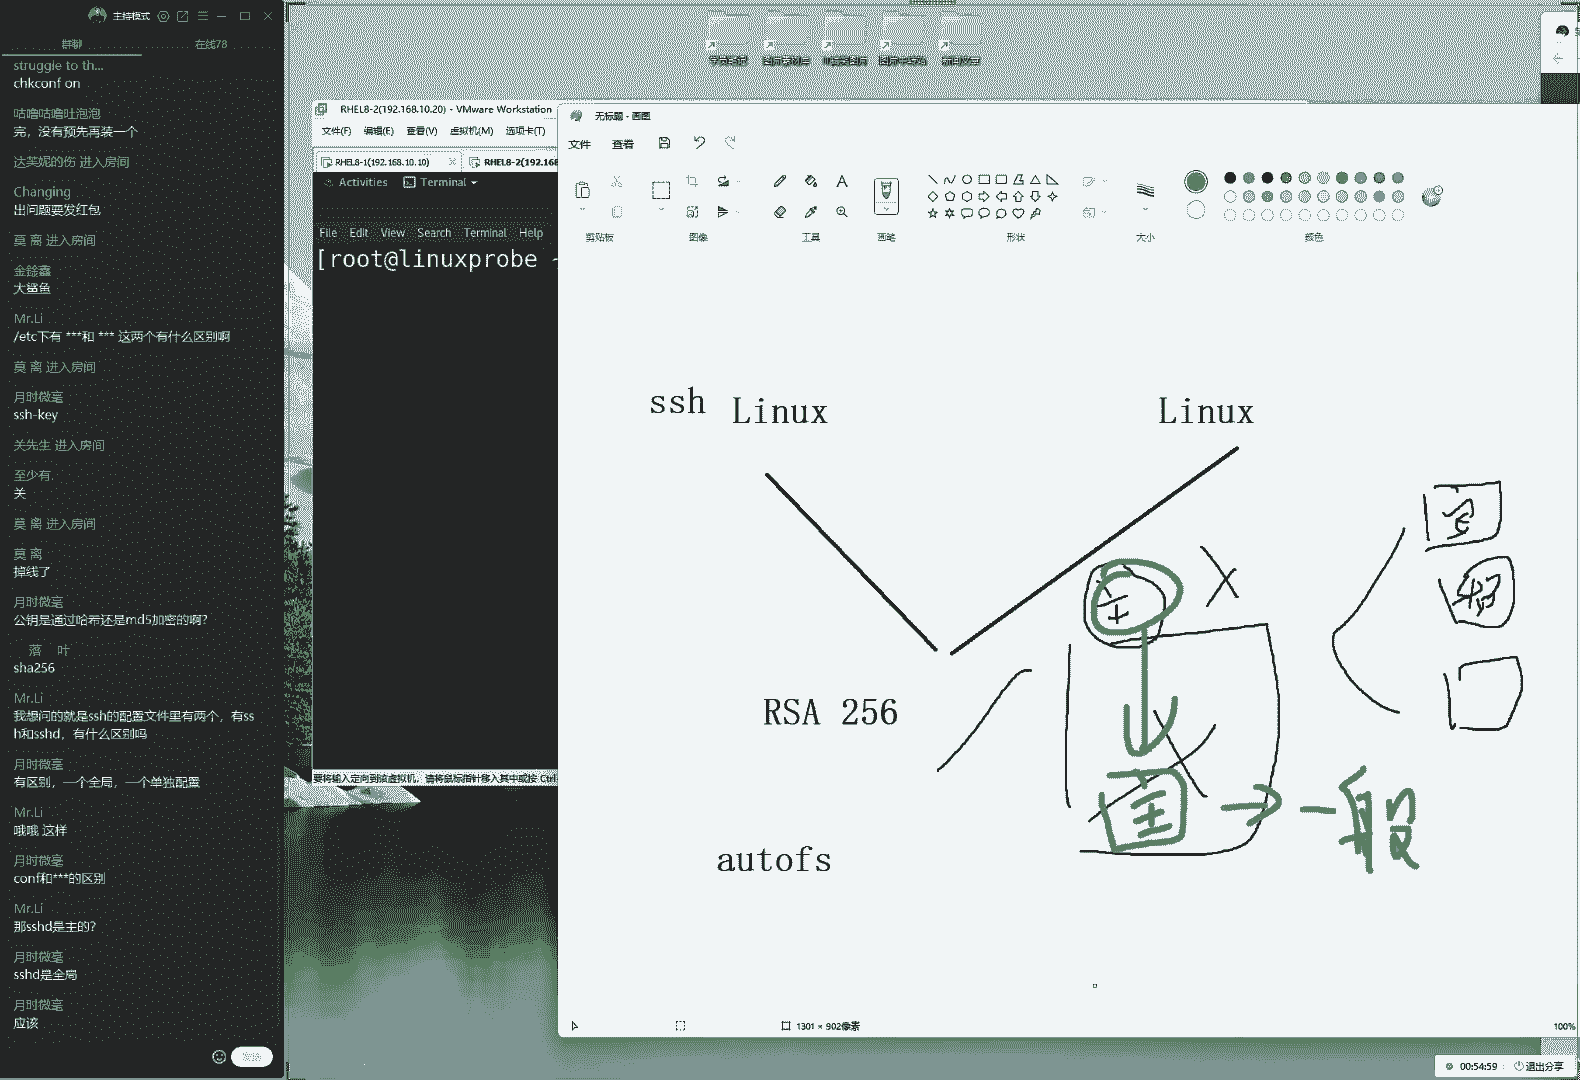 主持模式
群聊
在线78
struggle to th...
chkconf on
咕噜咕噜吐泡泡
完，没有预先再装一个
达芙妮的伤 进入房间
Changing
出问题要发红包
莫 离 进入房间
金鎔鑫
大鲨鱼
Mr.Li
/etc下有 ***和 *** 这两个有什么区别啊
莫 离 进入房间
月时微毫
ssh-key
关先生 进入房间
至少有.
关
莫 离 进入房间
莫 离
掉线了
月时微毫
公钥是通过哈希还是md5加密的啊?
落 叶
sha256
Mr.Li
我想问的就是ssh的配置文件里有两个，有ss
h和sshd，有什么区别吗
月时微毫
有区别，一个全局，一个单独配置
Mr.Li
哦哦 这样
月时微毫
conf和***的区别
Mr.Li
那sshd是主的?
月时微毫
sshd是全局
月时微毫
应该
发送
RHEL8-2(192.168.10.20) - VMware Workstation
文件(F) 编辑(E) 查看(V) 虚拟机(M) 选项卡(T)
RHEL8-1(192.168.10.10)
RHEL8-2(192.168
Activities
Terminal
File Edit View Search Terminal Help
[root@linuxprobe ~
要将输入定向到该虚拟机，请将鼠标指针移入其中或按 Ctrl
无标题 - 画图
文件 查看
剪贴板 图像 工具 画笔 形状 大小 颜色
ssh Linux
Linux
RSA 256
主
→一般
autofs
1301 × 902像素
100%
00:54:59
退出分享